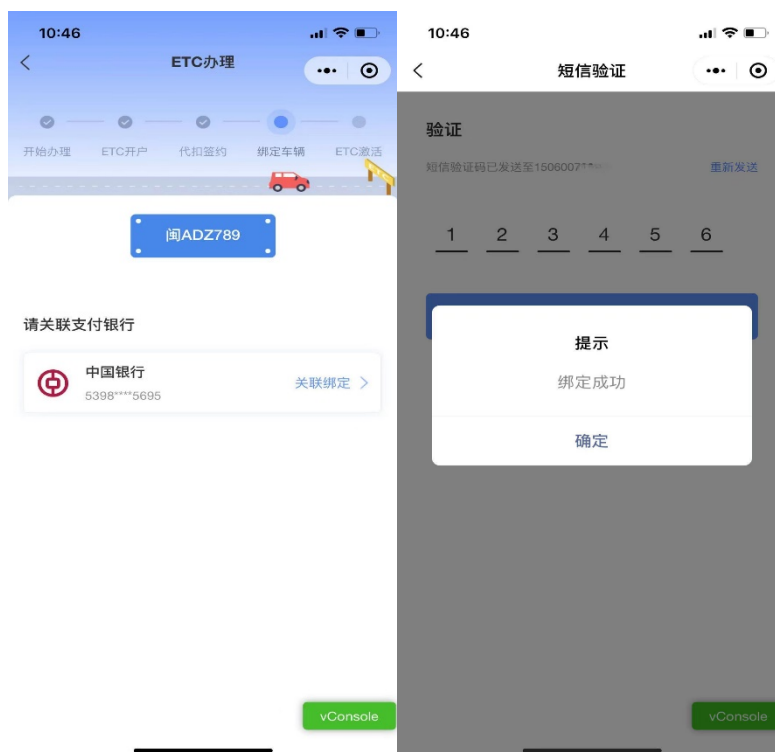 10:46
ETC办理
开始办理 ETC开户 代扣签约 绑定车辆 ETC激活
闽ADZ789
请关联支付银行
中国银行
5398****5695
关联绑定
vConsole
10:46
短信验证
验证
短信验证码已发送至1506007**
重新发送
1 2 3 4 5 6
提示
绑定成功
确定
vConsole